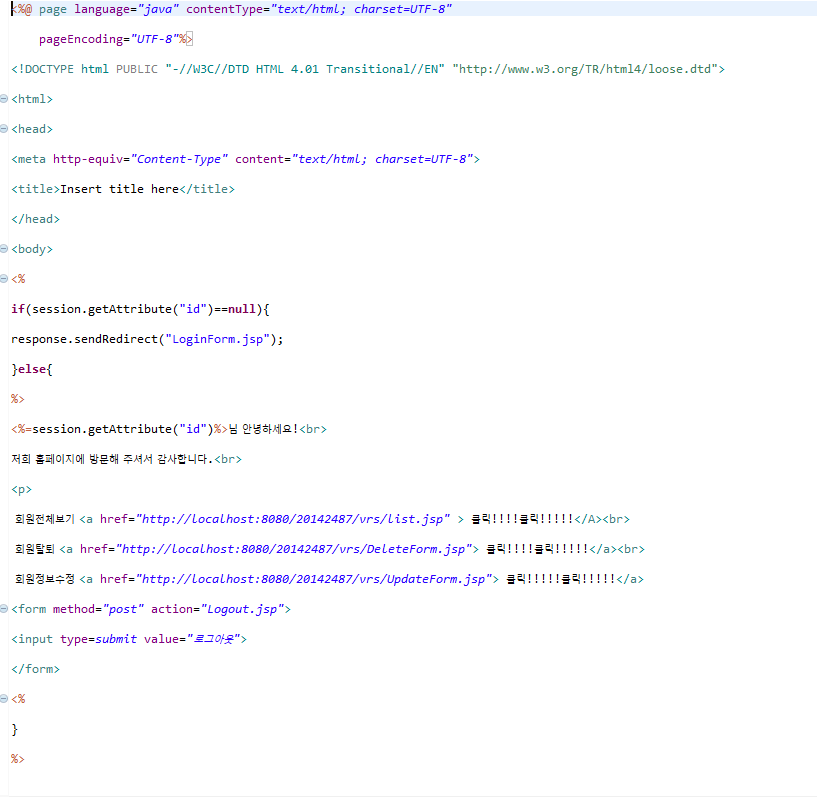 <%@ page language="java" contentType="text/html; charset=UTF-8"
pageEncoding="UTF-8"%>
<!DOCTYPE html PUBLIC "-//W3C//DTD HTML 4.01 Transitional//EN" "http://www.w3.org/TR/html4/loose.dtd">
<html>
<head>
<meta http-equiv="Content-Type" content="text/html; charset=UTF-8">
<title>Insert title here</title>
</head>
<body>
<%
if(session.getAttribute("id")==null){
response.sendRedirect("LoginForm.jsp");
}else{
%>
<%=session.getAttribute("id")%>님 안녕하세요!<br>
저희 홈페이지에 방문해 주셔서 감사합니다.<br>
<p>
회원전체보기 <a href="http://localhost:8080/20142487/vrs/list.jsp" > 클릭!!!!클릭!!!!!</A><br>
회원탈퇴 <a href="http://localhost:8080/20142487/vrs/DeleteForm.jsp"> 클릭!!!!클릭!!!!!</a><br>
회원정보수정 <a href="http://localhost:8080/20142487/vrs/UpdateForm.jsp"> 클릭!!!!!클릭!!!!!</a>
<form method="post" action="Logout.jsp">
<input type=submit value="로그아웃">
</form>
<%
}
%>